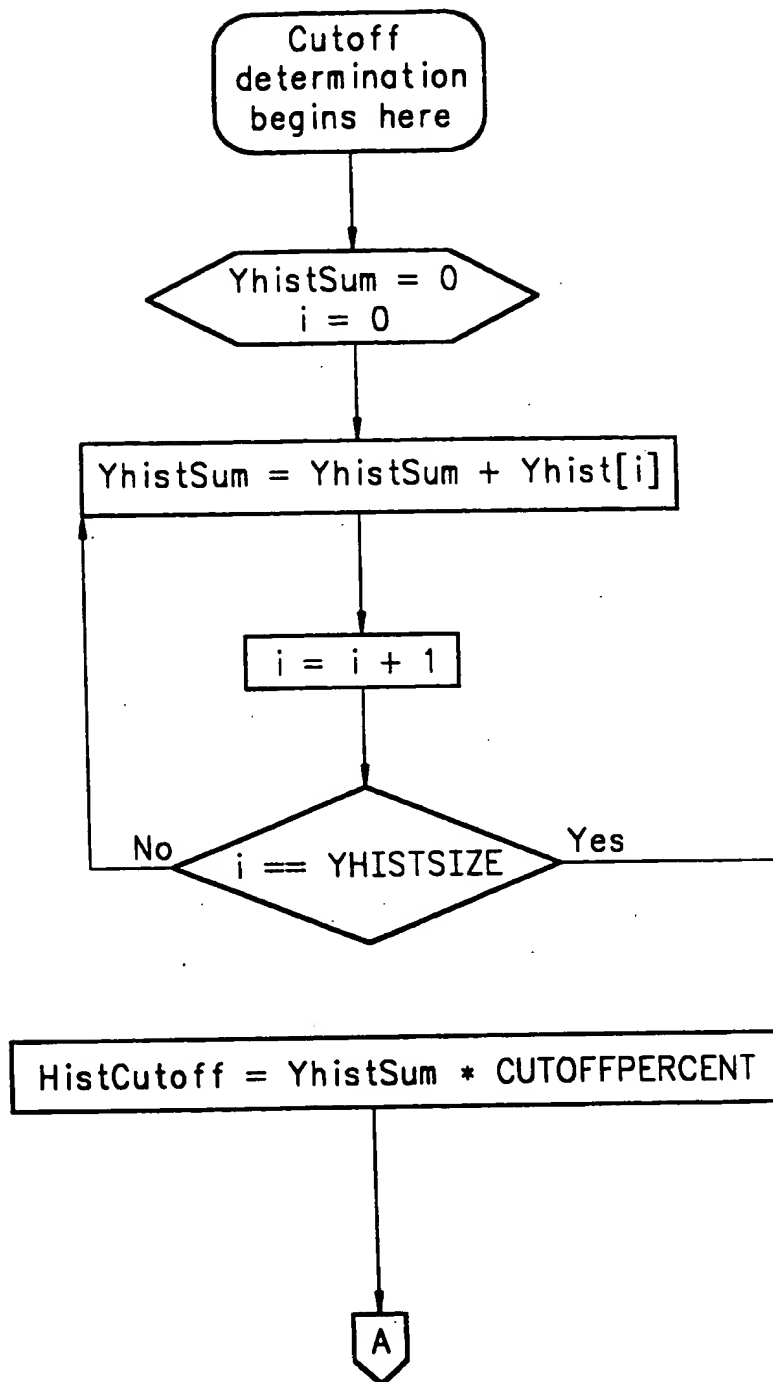 Cutoff
determination
begins here
YhistSum = 0
i = 0
YhistSum = YhistSum + Yhist[i]
i = i + 1
No
i == YHISTSIZE
Yes
HistCutoff = YhistSum * CUTOFFPERCENT
A